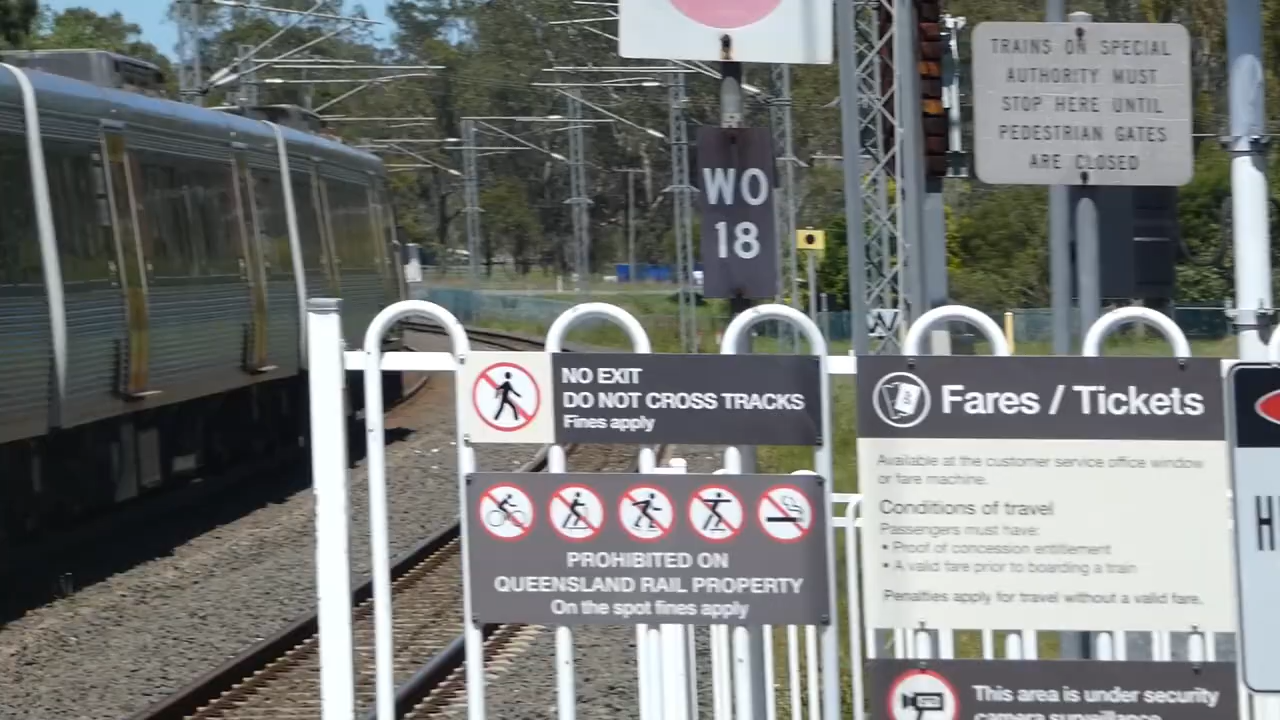 TRAINS ON SPECIAL
AUTHORITY MUST
STOP HERE UNTIL
PEDESTRIAN GATES
ARE CLOSED
WO
18
NO EXIT
DO NOT CROSS TRACKS
Fines apply
PROHIBITED ON
QUEENSLAND RAIL PROPERTY
On the spot fines apply
Fares / Tickets
Available at the customer service office window
or fare machine.
Conditions of travel
Passengers must have:
• Proof of concession entitlement
• A valid fare prior to boarding a train
Penalties apply for travel without a valid fare.
H
This area is under security
camera surveillance